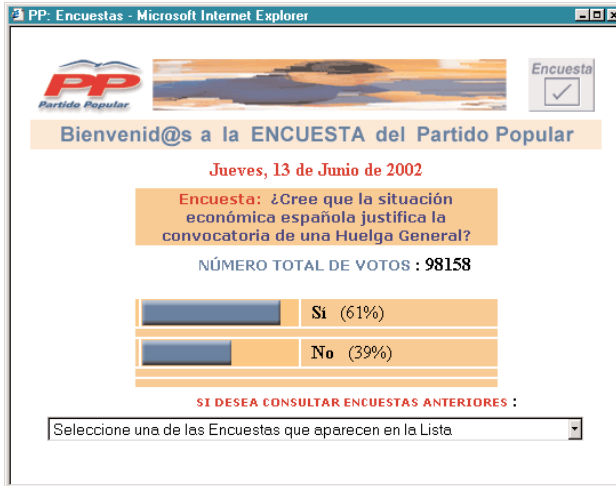 PP: Encuestas - Microsoft Internet Explorer
PP
Partido Popular
Encuesta
Bienvenid@s a la ENCUESTA del Partido Popular
Jueves, 13 de Junio de 2002
Encuesta: ¿Cree que la situación
económica española justifica la
convocatoria de una Huelga General?
NÚMERO TOTAL DE VOTOS : 98158
Sí (61%)
No (39%)
SI DESEA CONSULTAR ENCUESTAS ANTERIORES :
Seleccione una de las Encuestas que aparecen en la Lista